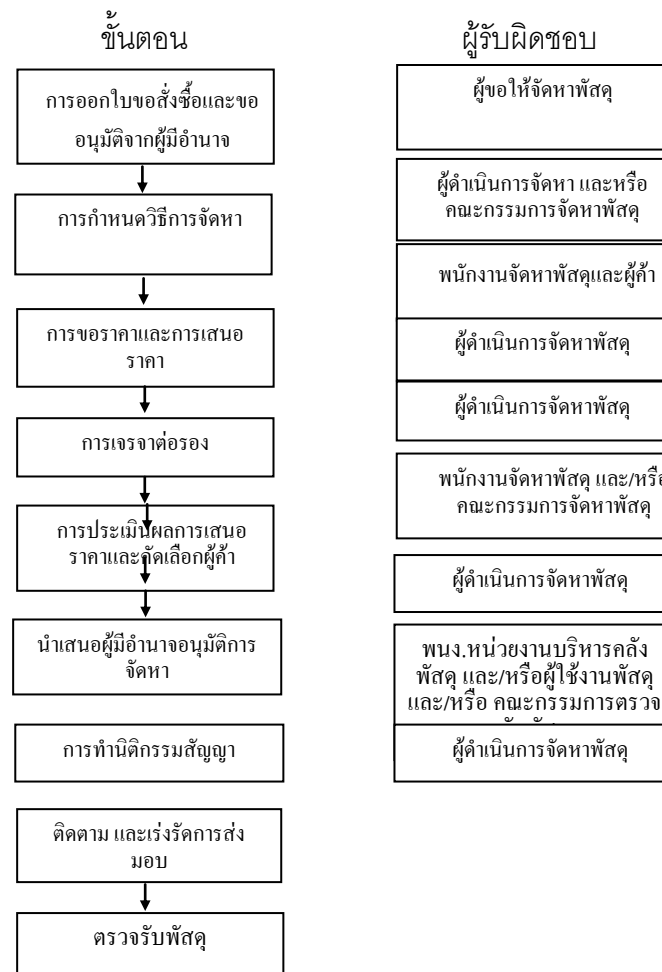 ขั้นตอน
ผู้รับผิดชอบ
การออกใบขอสั่งซื้อและขอ
อนุมัติจากผู้มีอำนาจ
ผู้ขอให้จัดหาพัสดุ
การกำหนดวิธีการจัดหา
ผู้ดำเนินการจัดหา และหรือ
คณะกรรมการจัดหาพัสดุ
พนักงานจัดหาพัสดุและผู้ค้า
การขอราคาและการเสนอ
ราคา
ผู้ดำเนินการจัดหาพัสดุ
การเจรจาต่อรอง
ผู้ดำเนินการจัดหาพัสดุ
การประเมินผลการเสนอ
ราคาและคัดเลือกผู้ค้า
พนักงานจัดหาพัสดุ และ/หรือ
คณะกรรมการจัดหาพัสดุ
ผู้ดำเนินการจัดหาพัสดุ
นำเสนอผู้มีอำนาจอนุมัติการ
จัดหา
พนง.หน่วยงานบริหารคลัง
พัสดุ และ/หรือผู้ใช้งานพัสดุ
และ/หรือ คณะกรรมการตรวจ
การทำนิติกรรมสัญญา
ผู้ดำเนินการจัดหาพัสดุ
ติดตาม และเร่งรัดการส่ง
มอบ
ตรวจรับพัสดุ